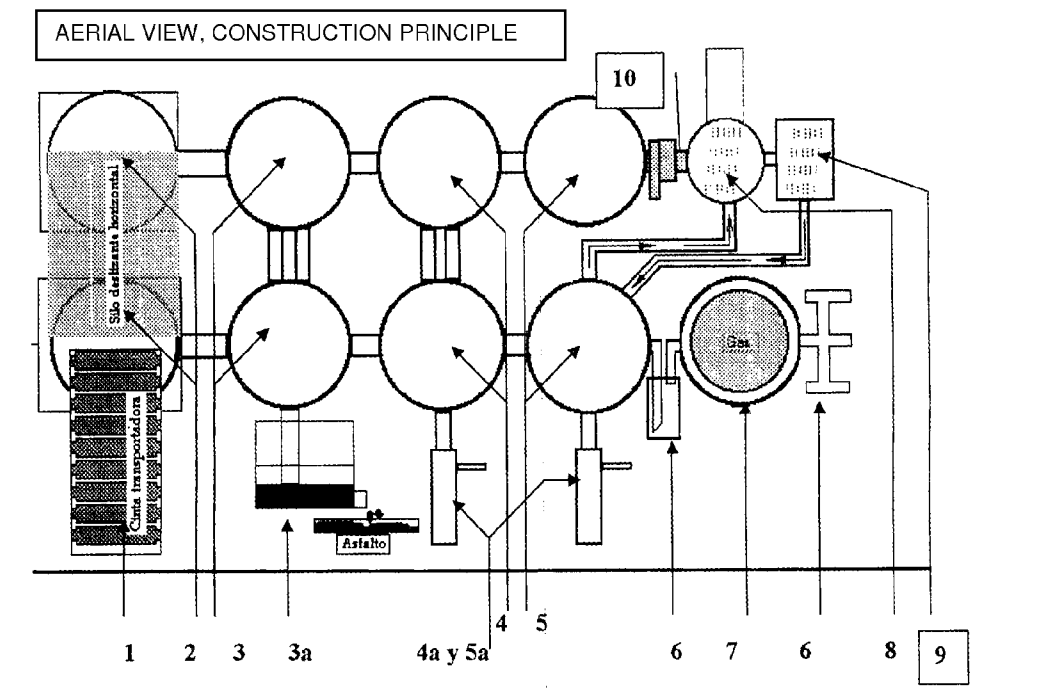 AERIAL VIEW, CONSTRUCTION PRINCIPLE
10
Silo deslizante horizontal
Gas
Cinta transportadora
Asfalto
4 5
1 2 3 3a 4a y 5a 6 7 6 8 9